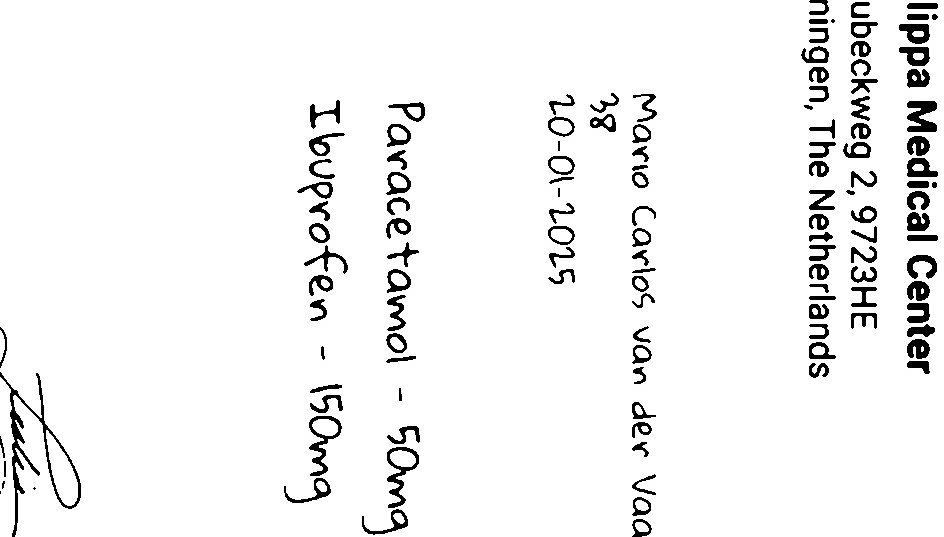 lippa Medical Center
ubeckweg 2, 9723HE
ningen, The Netherlands
Mario Carlos van der Vaa
38
20-01-2025
Paracetamol - 50mg
Ibuprofen - 150mg